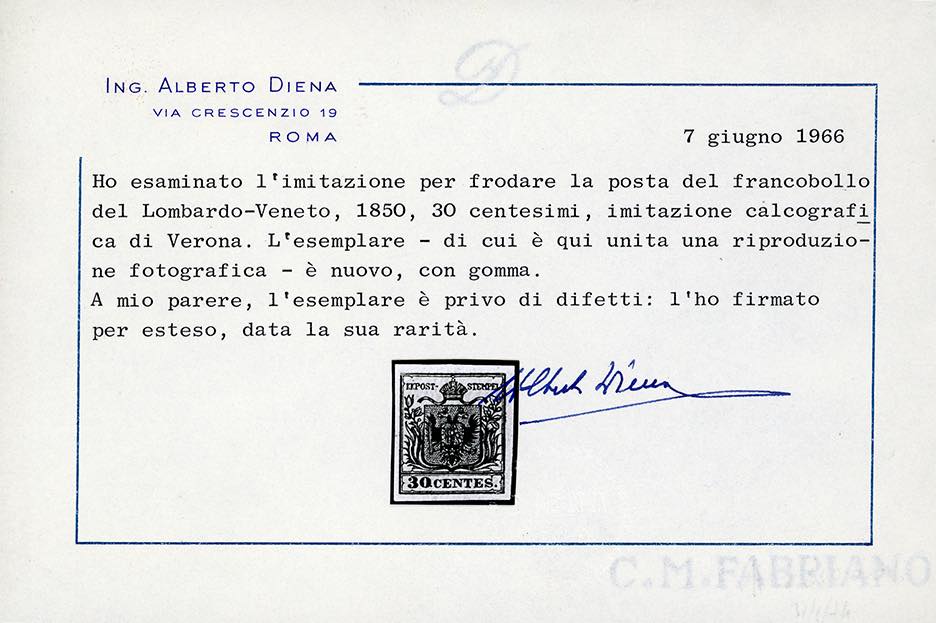 ING. ALBERTO DIENA
VIA CRESCENZIO 19
ROMA
7 giugno 1966
Ho esaminato l'imitazione per frodare la posta del francobollo
del Lombardo-Veneto, 1850, 30 centesimi, imitazione calcografi
ca di Verona. L'esemplare - di cui è qui unita una riproduzio-
ne fotografica - è nuovo, con gomma.
A mio parere, l'esemplare è privo di difetti: l'ho firmato
per esteso, data la sua rarità.
Alberto Diena
STEMPEL
30 CENTES.
C.M.FABRIANO